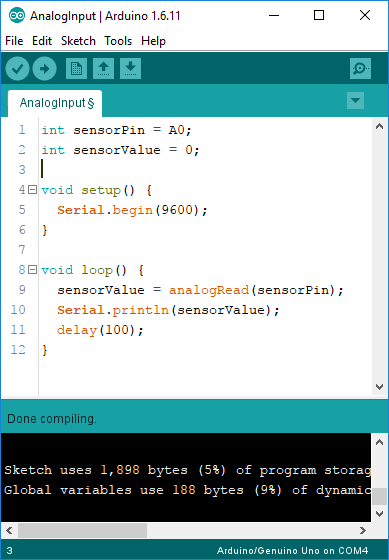 AnalogInput | Arduino 1.6.11
File Edit Sketch Tools Help
AnalogInput §
1 int sensorPin = A0;
2 int sensorValue = 0;
3
4 void setup() {
5 Serial.begin(9600);
6 }
7
8 void loop() {
9 sensorValue = analogRead(sensorPin);
10 Serial.println(sensorValue);
11 delay(100);
12 }
Done compiling.
Sketch uses 1,898 bytes (5%) of program storag
Global variables use 188 bytes (9%) of dynamic
3 Arduino/Genuino Uno on COM4